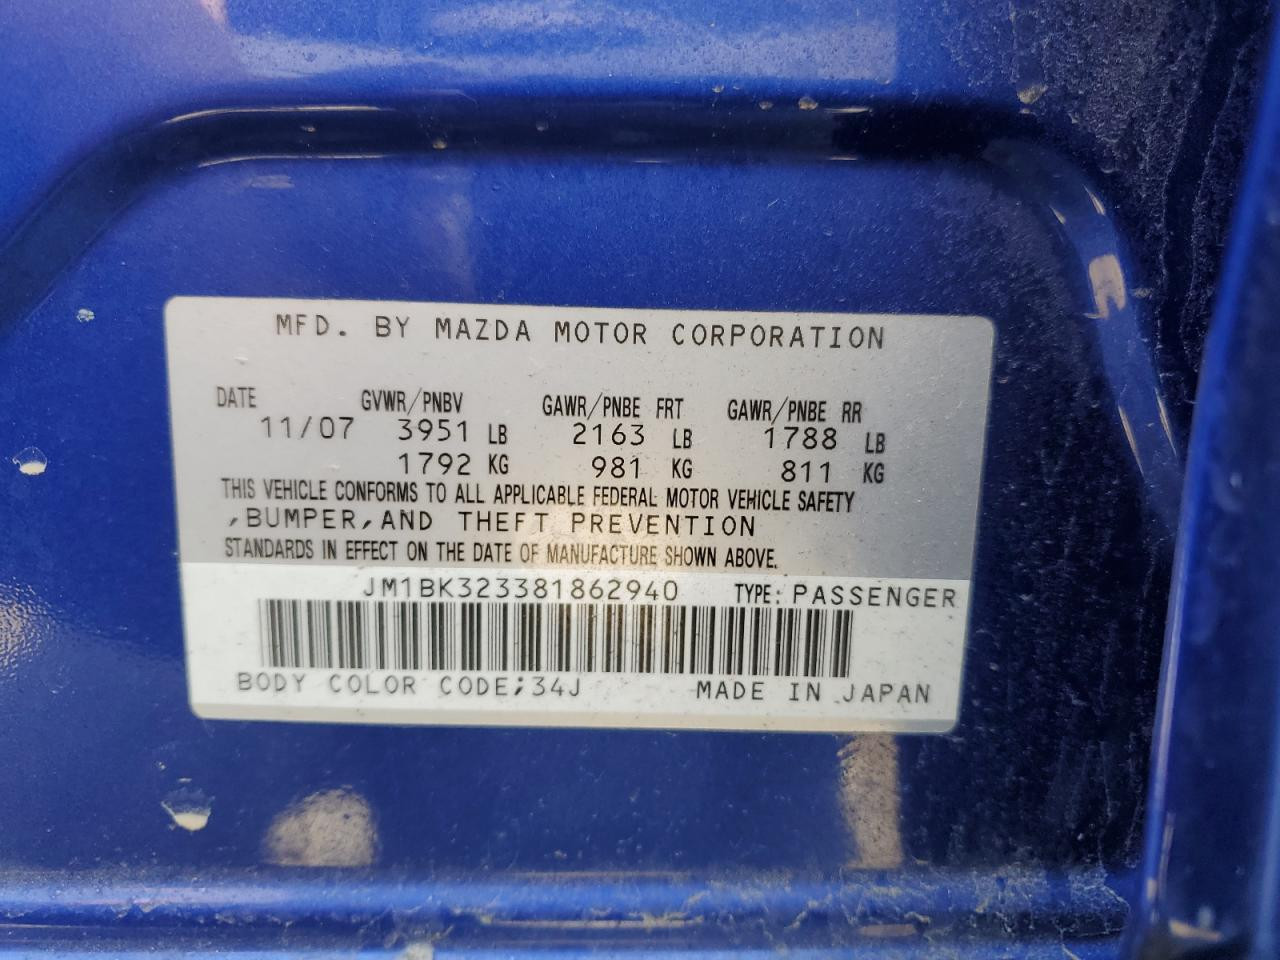 MFD. BY MAZDA MOTOR CORPORATION
DATE GVWR/PNBV GAWR/PNBE FRT GAWR/PNBE RR
11/07 3951 LB 2163 LB 1788 LB
1792 KG 981 KG 811 KG
THIS VEHICLE CONFORMS TO ALL APPLICABLE FEDERAL MOTOR VEHICLE SAFETY
,BUMPER,AND THEFT PREVENTION
STANDARDS IN EFFECT ON THE DATE OF MANUFACTURE SHOWN ABOVE.
JM1BK323381862940 TYPE: PASSENGER
BODY COLOR CODE;34J MADE IN JAPAN